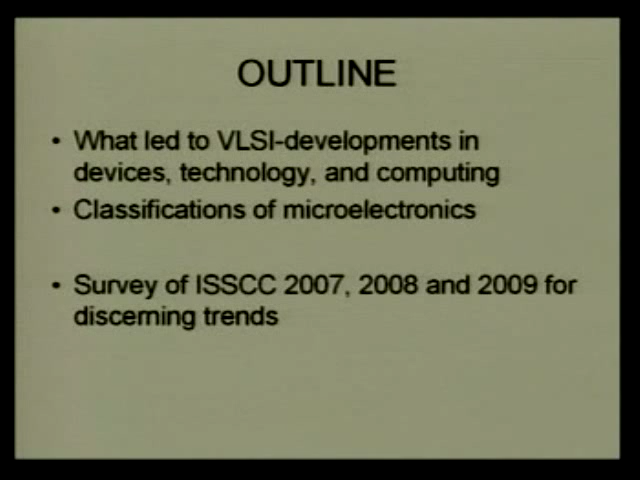 OUTLINE
• What led to VLSI-developments in
devices, technology, and computing
• Classifications of microelectronics
• Survey of ISSCC 2007, 2008 and 2009 for
discerning trends